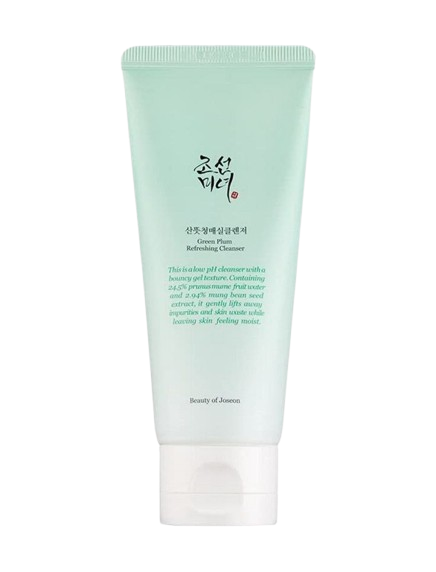 조선
미녀
산뜻청매실클렌저
Green Plum
Refreshing Cleanser
This is a low pH cleanser with a
bouncy gel texture. Containing
24.5% prunus mume fruit water
and 2.94% mung bean seed
extract, it gently lifts away
impurities and skin waste while
leaving skin feeling moist.
Beauty of Joseon